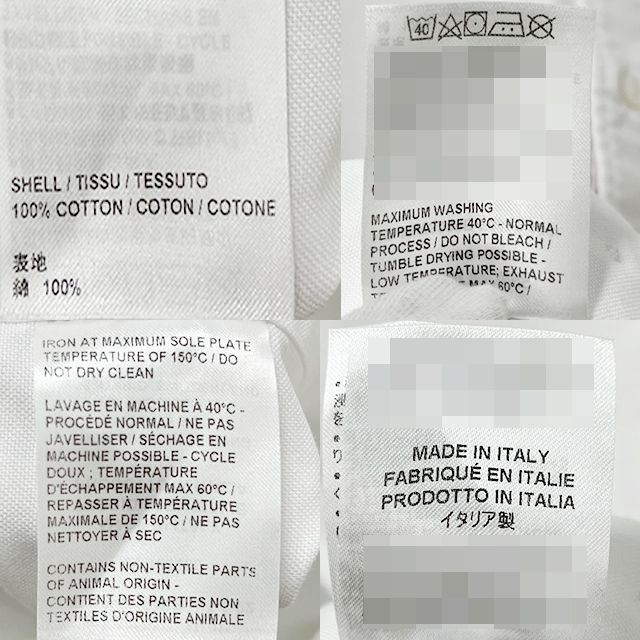 SHELL / TISSU / TESSUTO
100% COTTON / COTON / COTONE
表地
綿 100%
40
MAXIMUM WASHING
TEMPERATURE 40°C - NORMAL
PROCESS / DO NOT BLEACH /
TUMBLE DRYING POSSIBLE -
LOW TEMPERATURE; EXHAUST
MAX 60°C /
IRON AT MAXIMUM SOLE PLATE
TEMPERATURE OF 150°C / DO
NOT DRY CLEAN
LAVAGE EN MACHINE À 40°C -
PROCÉDÉ NORMAL / NE PAS
JAVELLISER / SÉCHAGE EN
MACHINE POSSIBLE - CYCLE
DOUX ; TEMPÉRATURE
D'ÉCHAPPEMENT MAX 60°C /
REPASSER À TEMPÉRATURE
MAXIMALE DE 150°C / NE PAS
NETTOYER À SEC
CONTAINS NON-TEXTILE PARTS
OF ANIMAL ORIGIN -
CONTIENT DES PARTIES NON
TEXTILES D'ORIGINE ANIMALE
MADE IN ITALY
FABRIQUÉ EN ITALIE
PRODOTTO IN ITALIA
イタリア製